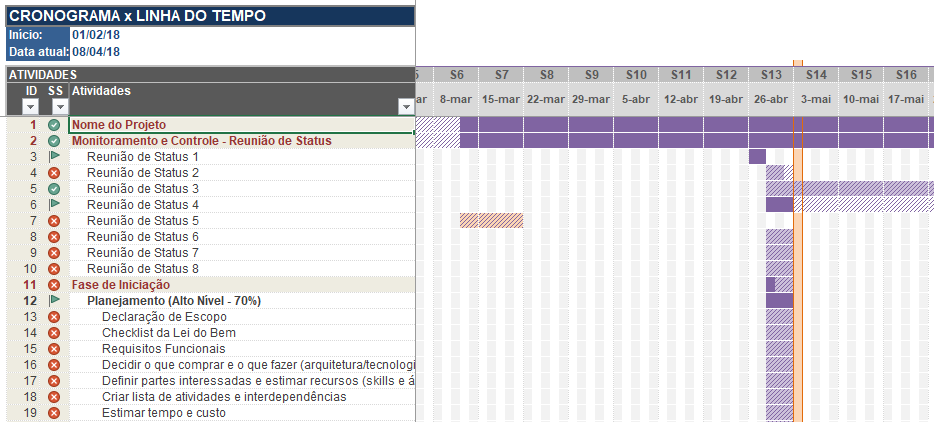 CRONOGRAMA x LINHA DO TEMPO
Início: 01/02/18
Data atual: 08/04/18
ATIVIDADES S6 S7 S8 S9 S10 S11 S12 S13 S14 S15 S16
ID SS Atividades 8-mar 15-mar 22-mar 29-mar 5-abr 12-abr 19-abr 26-abr 3-mai 10-mai 17-mai
1 Nome do Projeto
2 Monitoramento e Controle - Reunião de Status
3 Reunião de Status 1
4 Reunião de Status 2
5 Reunião de Status 3
6 Reunião de Status 4
7 Reunião de Status 5
8 Reunião de Status 6
9 Reunião de Status 7
10 Reunião de Status 8
11 Fase de Iniciação
12 Planejamento (Alto Nível - 70%)
13 Declaração de Escopo
14 Checklist da Lei do Bem
15 Requisitos Funcionais
16 Decidir o que comprar e o que fazer (arquitetura/tecnologi
17 Definir partes interessadas e estimar recursos (skills e á
18 Criar lista de atividades e interdependências
19 Estimar tempo e custo